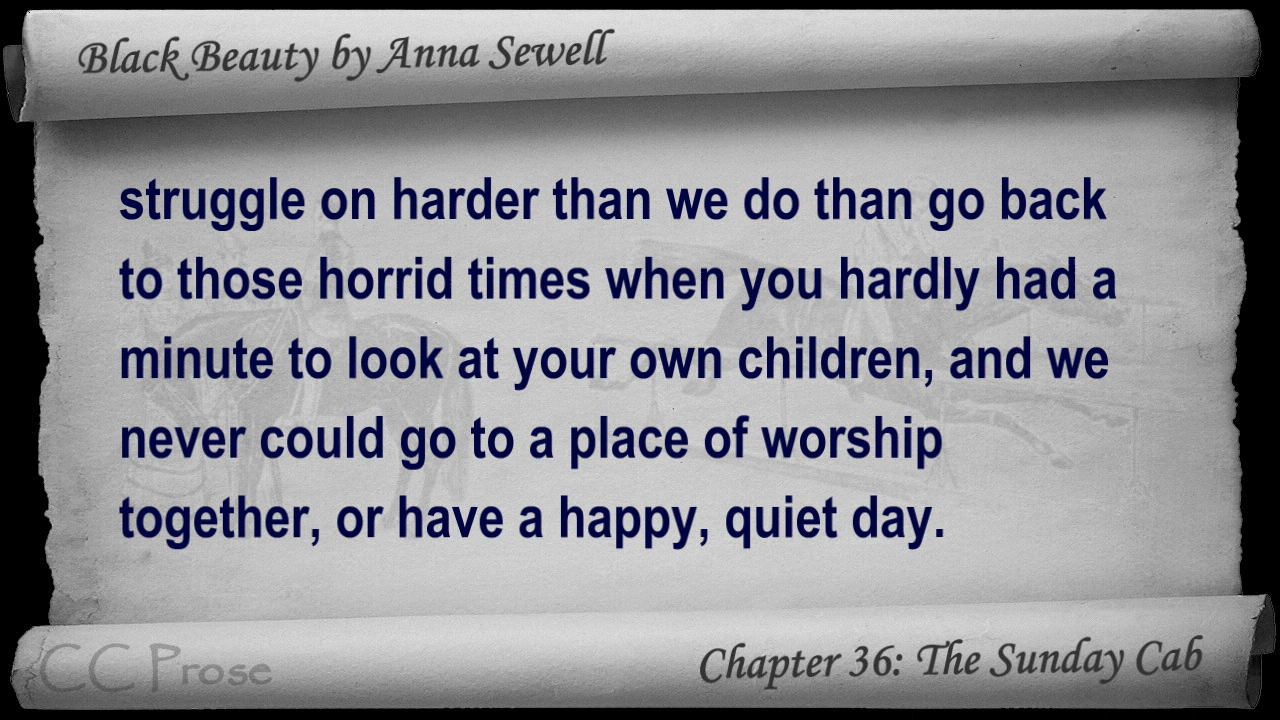 Black Beauty by Anna Sewell
struggle on harder than we do than go back
to those horrid times when you hardly had a
minute to look at your own children, and we
never could go to a place of worship
together, or have a happy, quiet day.
CC Prose
Chapter 36: The Sunday Cab